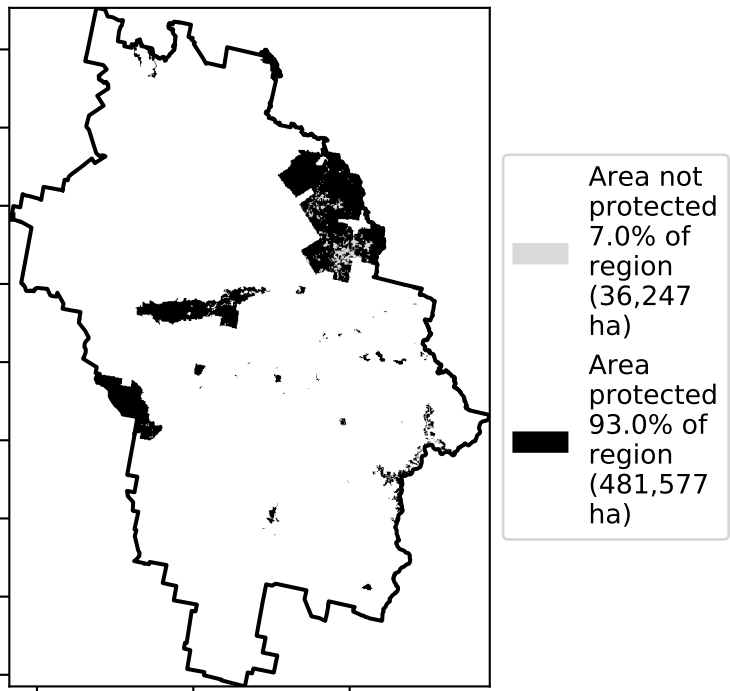 Area not
protected
7.0% of
region
(36,247
ha)
Area
protected
93.0% of
region
(481,577
ha)